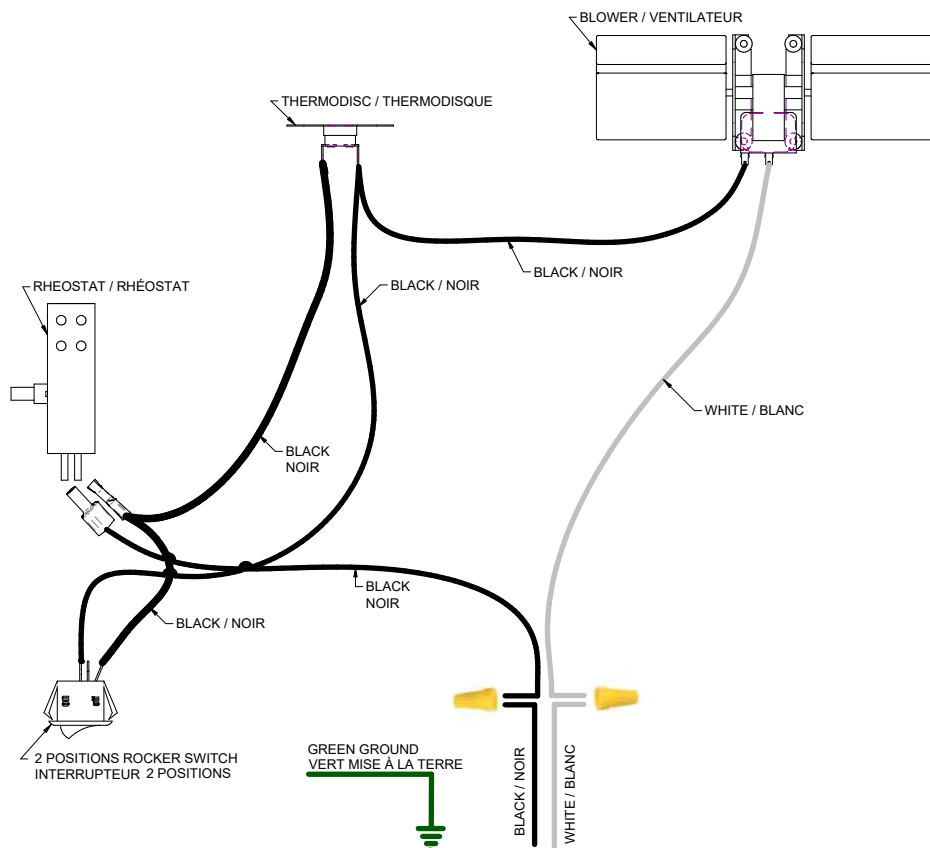 BLOWER / VENTILATEUR
THERMODISC / THERMODISQUE
BLACK / NOIR
BLACK / NOIR
RHEOSTAT / RHÉOSTAT
WHITE / BLANC
BLACK
NOIR
BLACK
NOIR
BLACK / NOIR
2 POSITIONS ROCKER SWITCH
INTERRUPTEUR 2 POSITIONS
GREEN GROUND
VERT MISE À LA TERRE
BLACK / NOIR
WHITE / BLANC